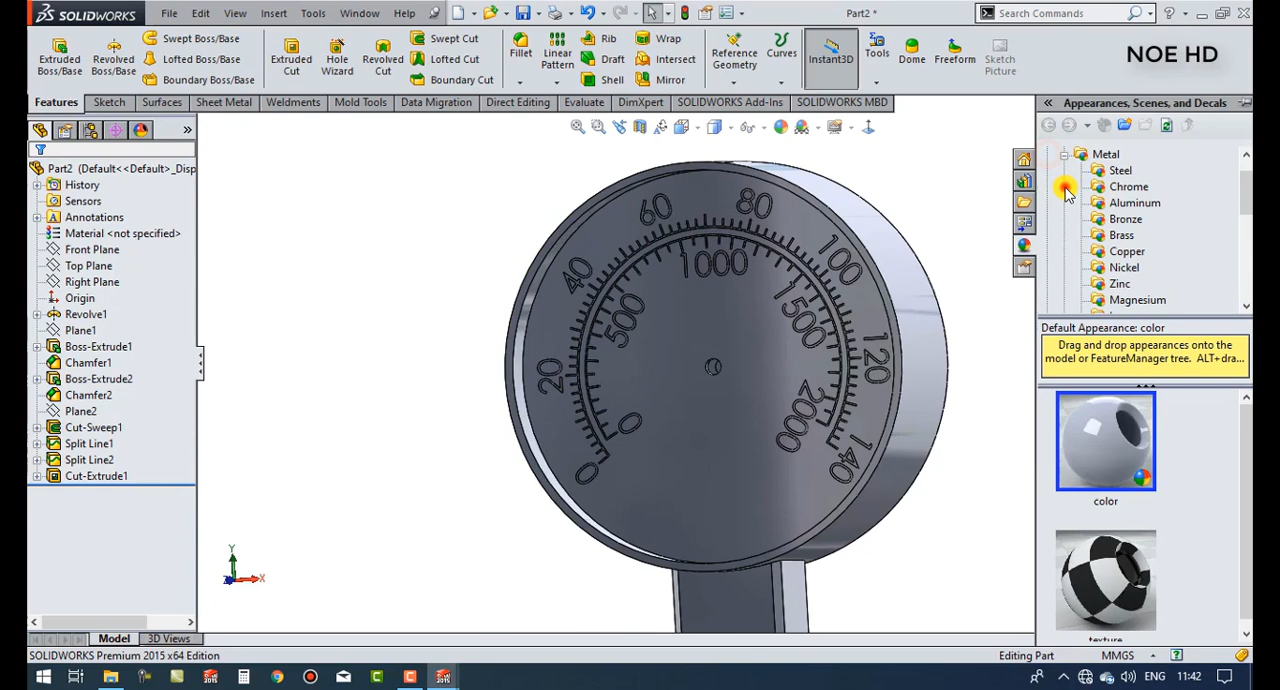 SOLIDWORKS
File Edit View Insert Tools Window Help
Part2 *
Search Commands
Extruded Boss/Base
Revolved Boss/Base
Swept Boss/Base
Lofted Boss/Base
Boundary Boss/Base
Extruded Cut
Hole Wizard
Revolved Cut
Swept Cut
Lofted Cut
Boundary Cut
Fillet
Linear Pattern
Rib
Draft
Shell
Wrap
Intersect
Mirror
Reference Geometry
Curves
Instant3D
Tools
Dome
Freeform
Sketch Picture
NOE HD
Features Sketch Surfaces Sheet Metal Weldments Mold Tools Data Migration Direct Editing Evaluate DimXpert SOLIDWORKS Add-Ins SOLIDWORKS MBD
Part2 (Default<<Default>_Disp
History
Sensors
Annotations
Material <not specified>
Front Plane
Top Plane
Right Plane
Origin
Revolve1
Plane1
Boss-Extrude1
Chamfer1
Boss-Extrude2
Chamfer2
Plane2
Cut-Sweep1
Split Line1
Split Line2
Cut-Extrude1
0 20 40 60 80 100 120 140
0 500 1000 1500 2000
Y
X
Z
Appearances, Scenes, and Decals
Metal
Steel
Chrome
Aluminum
Bronze
Brass
Copper
Nickel
Zinc
Magnesium
Default Appearance: color
Drag and drop appearances onto the
model or FeatureManager tree. ALT+dra...
color
texture
Model 3D Views
SOLIDWORKS Premium 2015 x64 Edition
Editing Part
MMGS
ENG
11:42